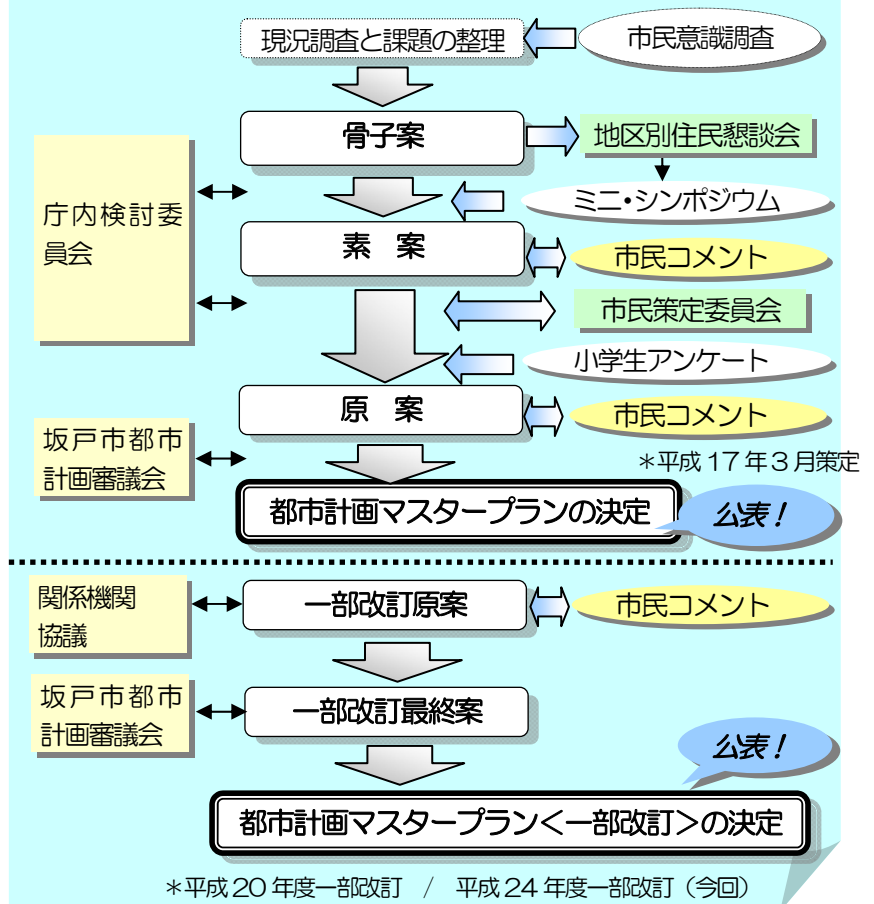 現況調査と課題の整理
市民意識調査
骨子案
地区別住民懇談会
庁内検討委
員会
ミニ・シンポジウム
素 案
市民コメント
市民策定委員会
小学生アンケート
原 案
市民コメント
坂戸市都市
計画審議会
＊平成17年3月策定
都市計画マスタープランの決定
公表！
関係機関
協議
一部改訂原案
市民コメント
坂戸市都市
計画審議会
一部改訂最終案
公表！
都市計画マスタープラン＜一部改訂＞の決定
＊平成20年度一部改訂 / 平成24年度一部改訂（今回）